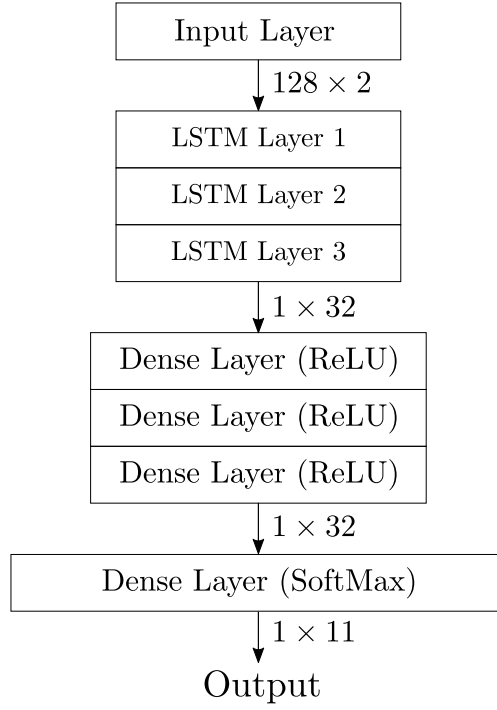 Input Layer
128 × 2
LSTM Layer 1
LSTM Layer 2
LSTM Layer 3
1 × 32
Dense Layer (ReLU)
Dense Layer (ReLU)
Dense Layer (ReLU)
1 × 32
Dense Layer (SoftMax)
1 × 11
Output